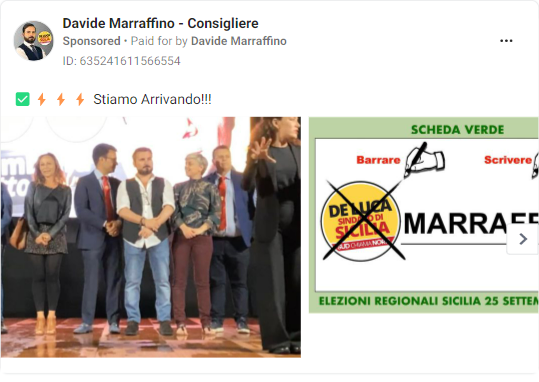 Davide Marraffino - Consigliere
Sponsored • Paid for by Davide Marraffino
ID: 635241611566554
✅⚡⚡⚡ Stiamo Arrivando!!!
SCHEDA VERDE
Barrare
Scrivere
DE LUCA
SINDACO DI
SICILIA
SUD CHIAMA NORD
MARRAFF
ELEZIONI REGIONALI SICILIA 25 SETTEM